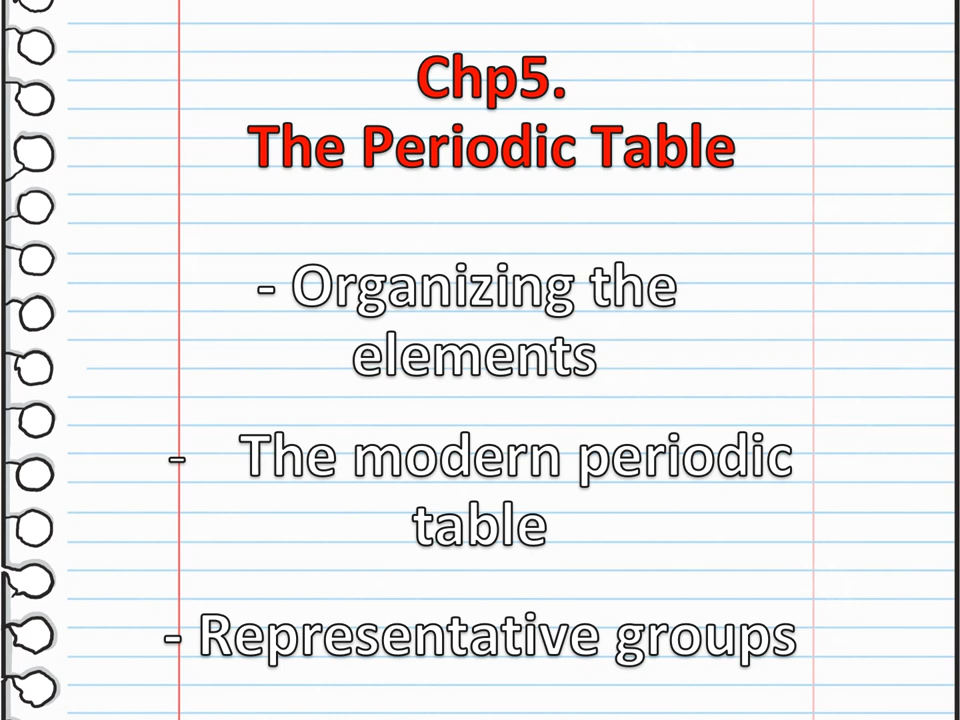 Chp5.
The Periodic Table
- Organizing the
elements
- The modern periodic
table
- Representative groups